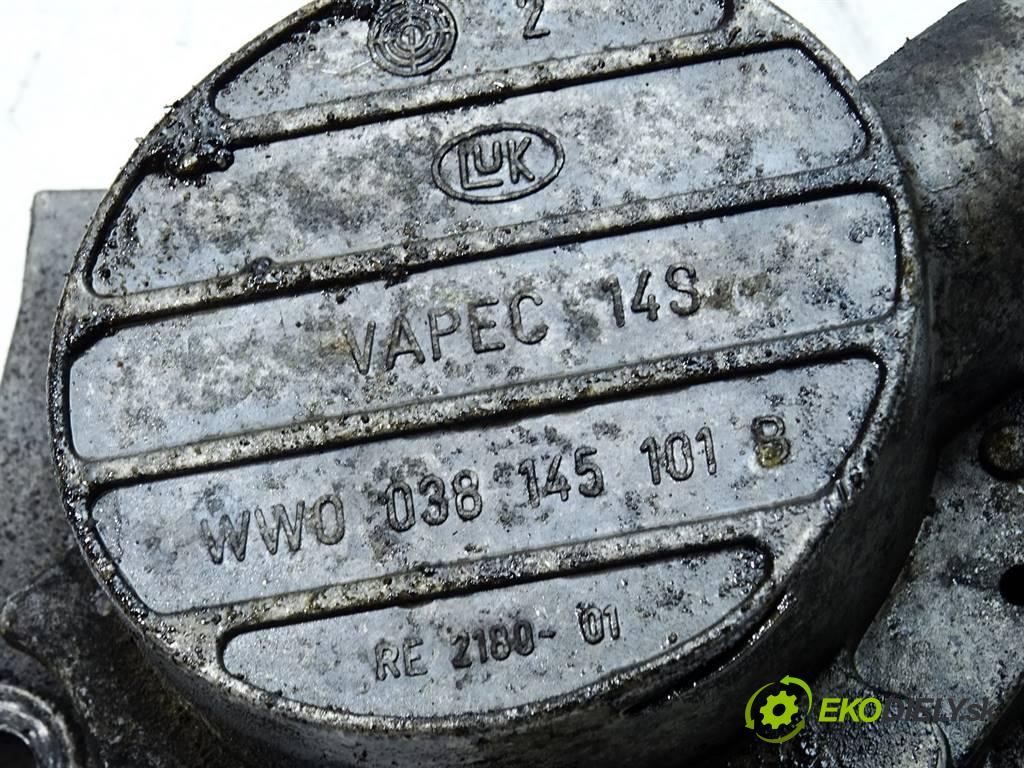 2
LUK
VAPEC 14S
WWO 038 145 101 B
RE 2180-01
EKODIELY.sk